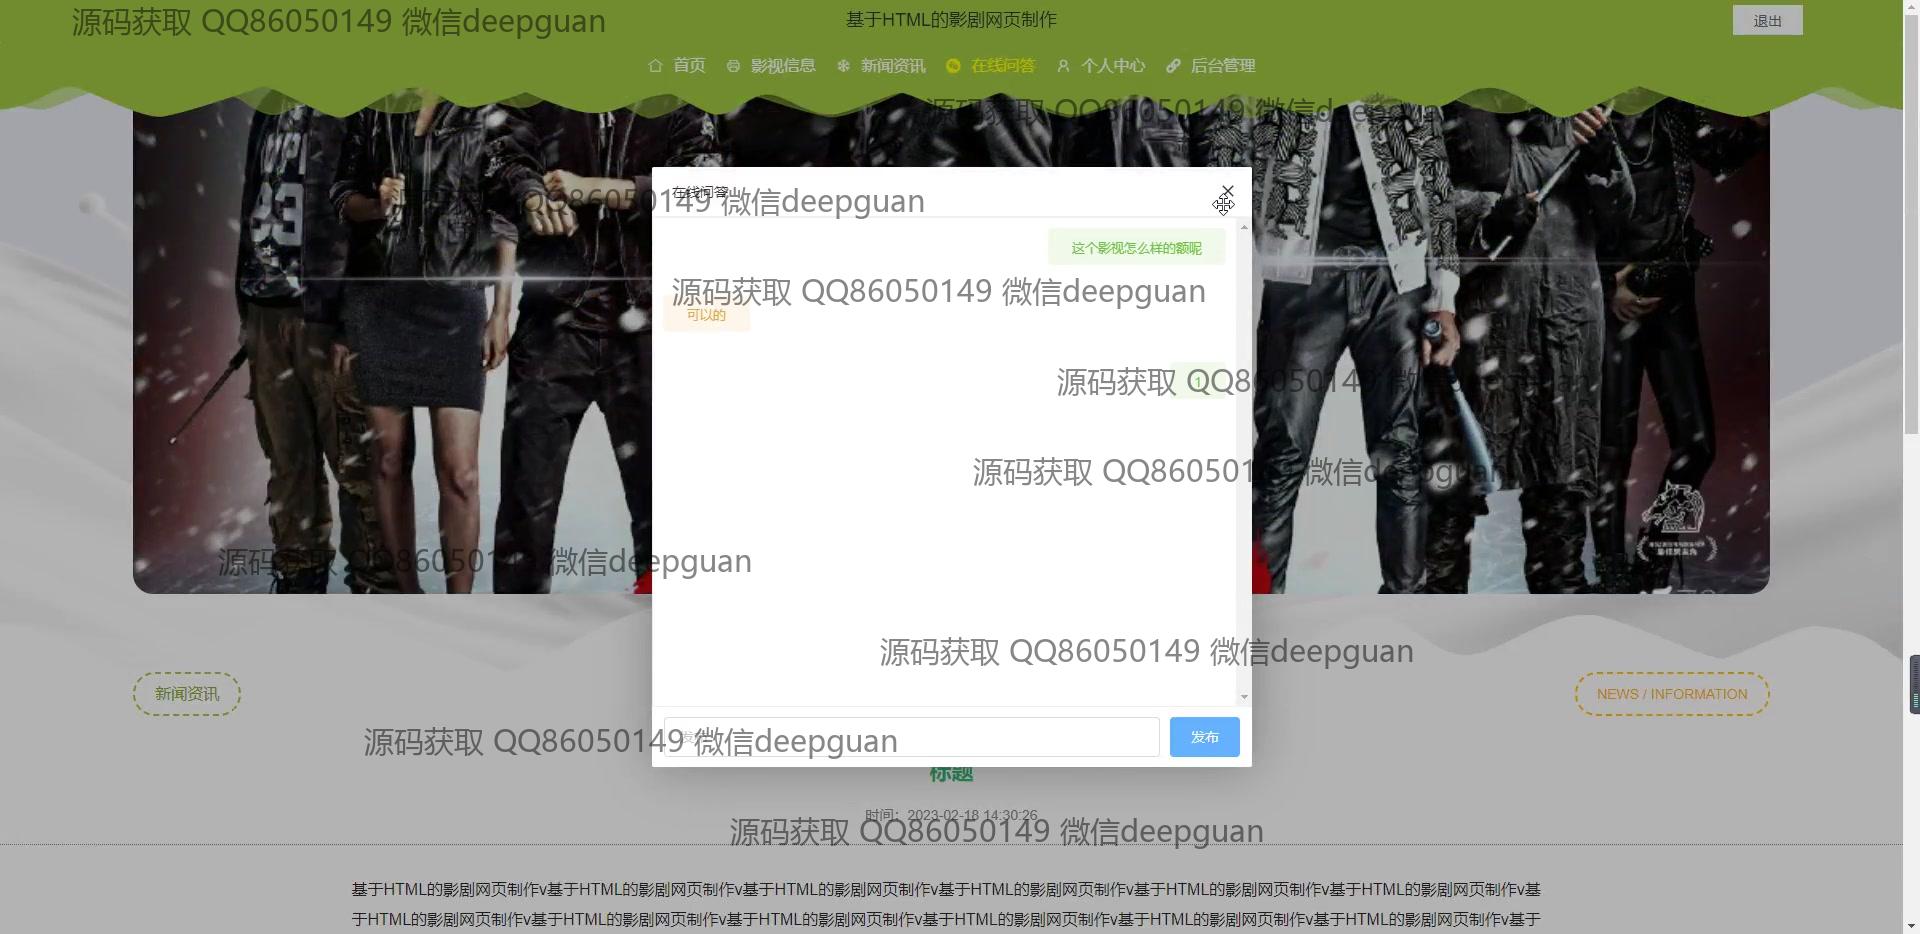 源码获取 QQ86050149 微信deepguan
基于HTML的影剧网页制作
退出
首页 影视信息 新闻资讯 在线问答 个人中心 后台管理
源码获取 QQ86050149 微信deepguan
在线问答
源码获取 QQ86050149 微信deepguan
这个影视怎么样的额呢
源码获取 QQ86050149 微信deepguan
可以的
1
源码获取 QQ86050149 微信deepguan
源码获取 QQ86050149 微信deepguan
源码获取 QQ86050149 微信deepguan
源码获取 QQ86050149 微信deepguan
新闻资讯
NEWS / INFORMATION
源码获取 QQ86050149 微信deepguan
发布
标题
时间：2023-02-18 14:30:26
源码获取 QQ86050149 微信deepguan
基于HTML的影剧网页制作v基于HTML的影剧网页制作v基于HTML的影剧网页制作v基于HTML的影剧网页制作v基于HTML的影剧网页制作v基于HTML的影剧网页制作v基
于HTML的影剧网页制作v基于HTML的影剧网页制作v基于HTML的影剧网页制作v基于HTML的影剧网页制作v基于HTML的影剧网页制作v基于HTML的影剧网页制作v基于